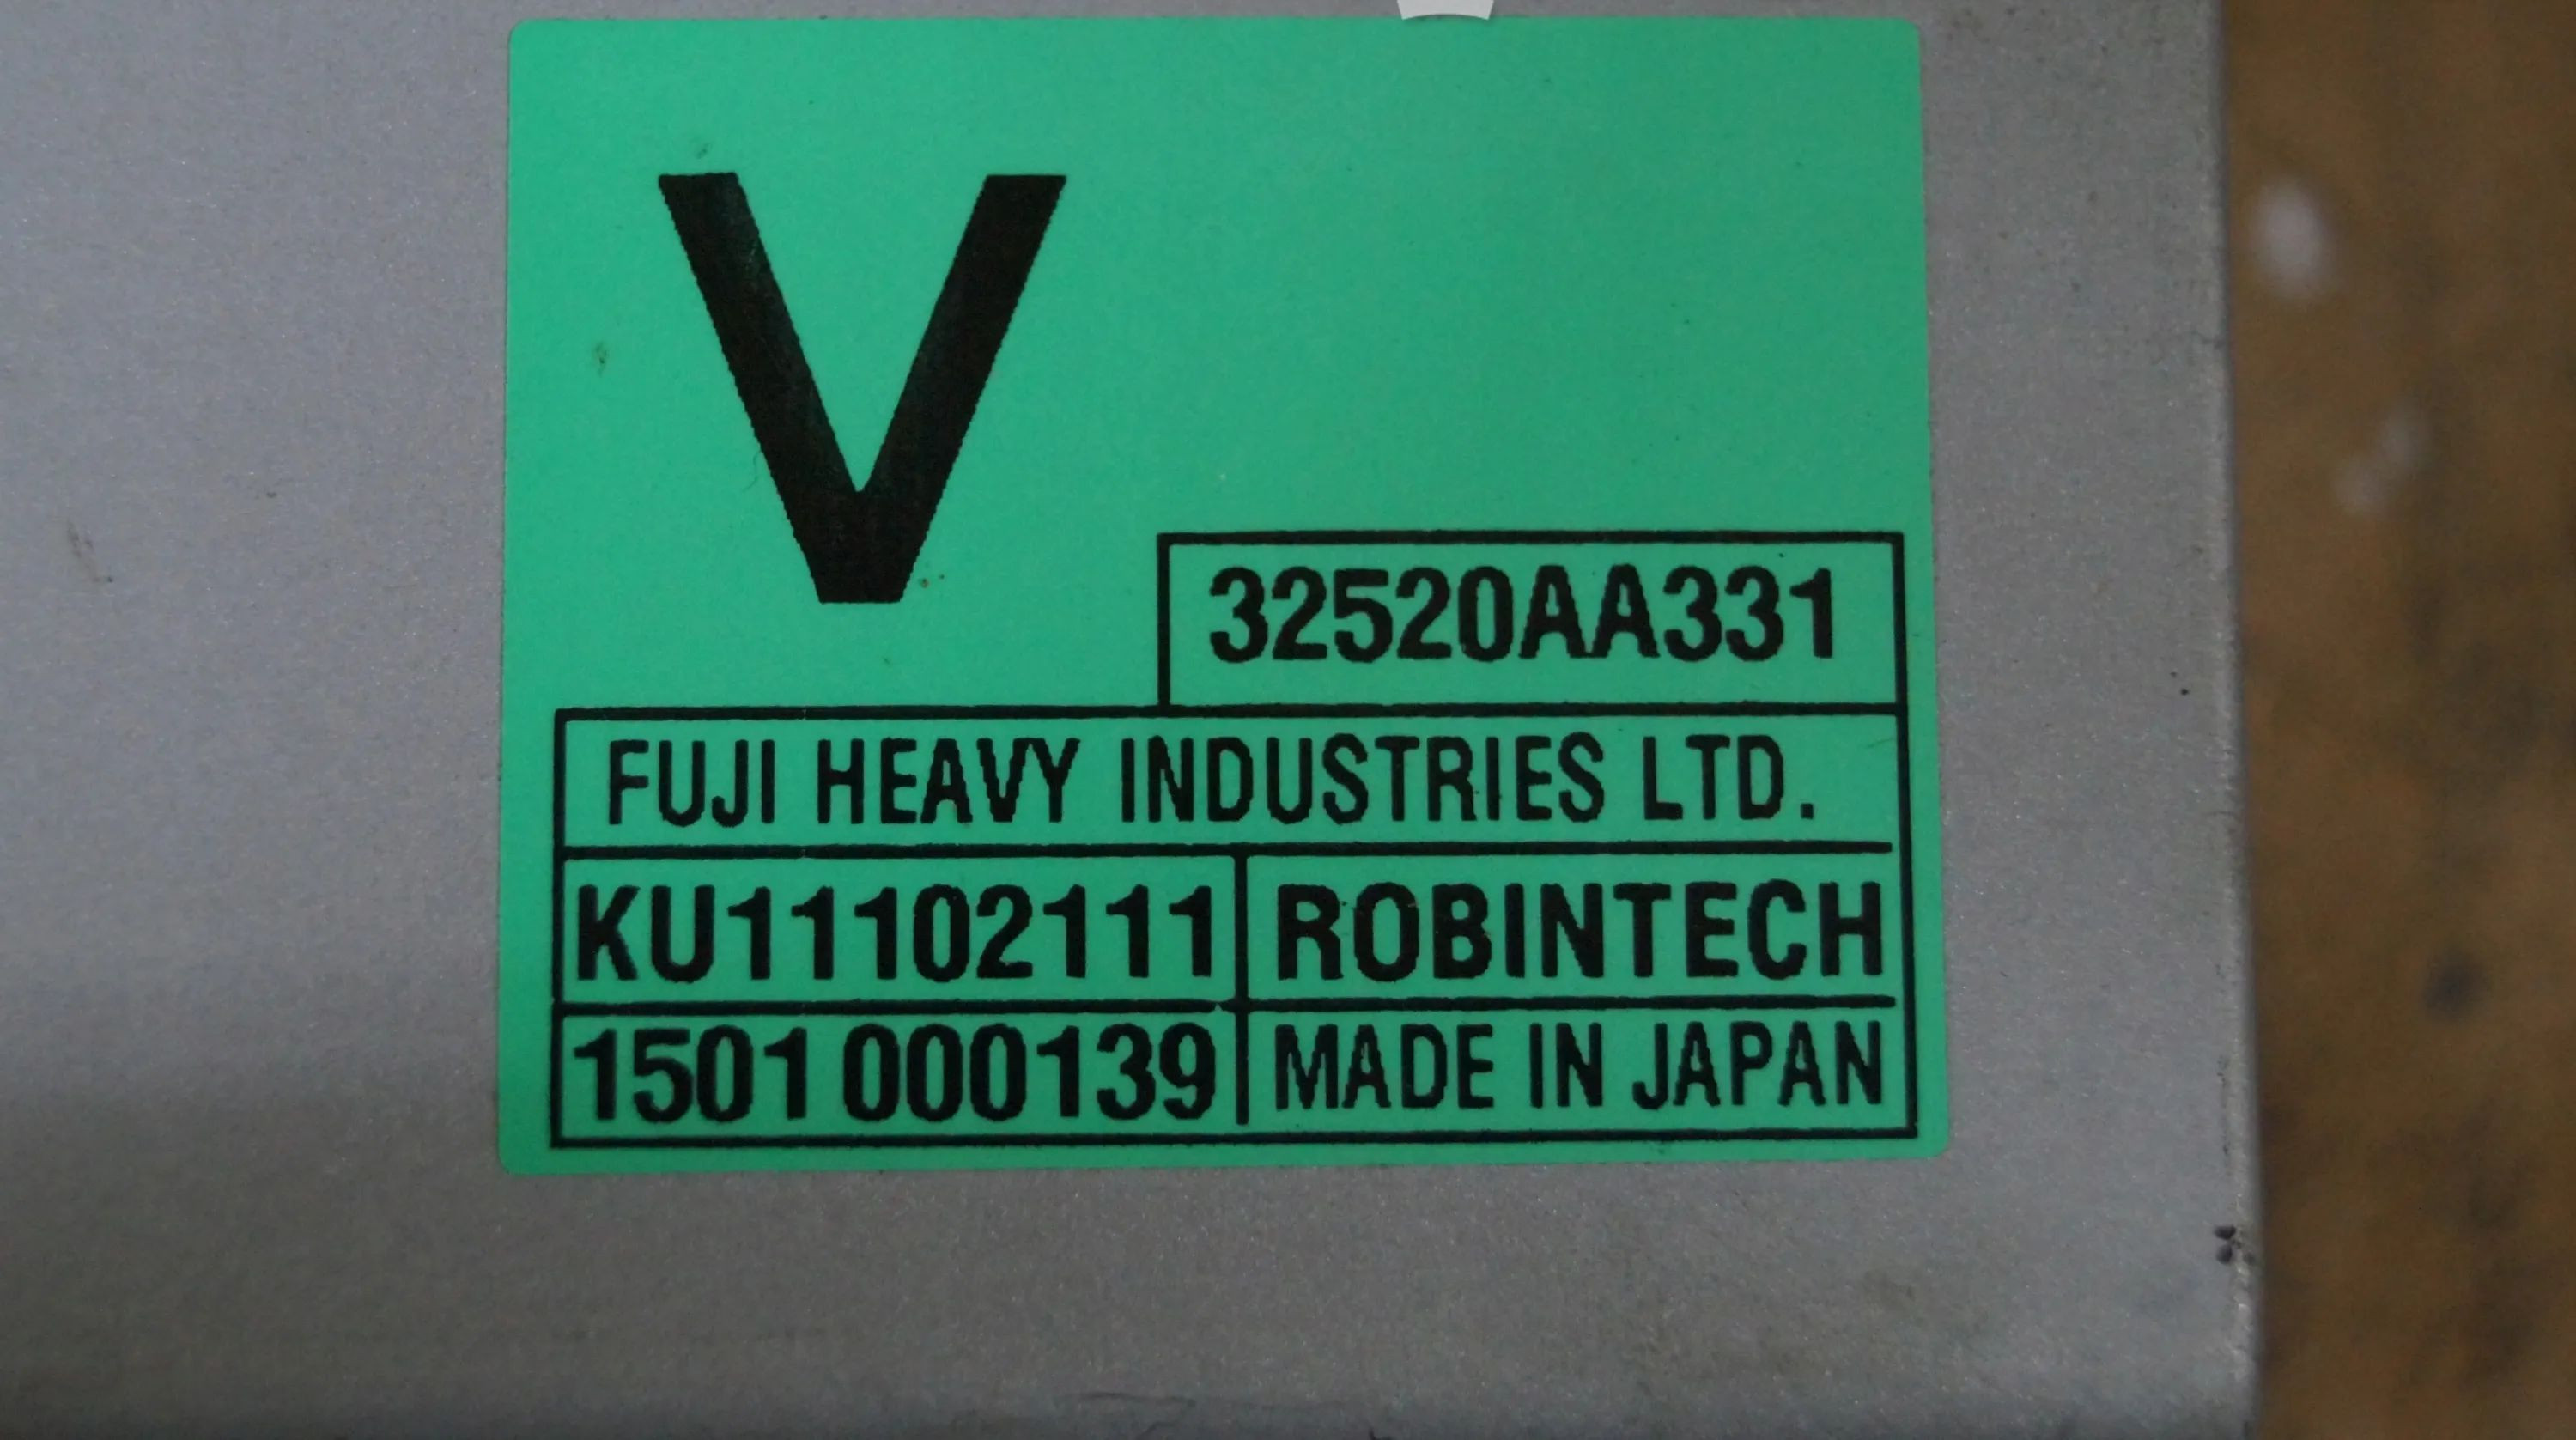 V
32520AA331
FUJI HEAVY INDUSTRIES LTD.
KU11102111 ROBINTECH
1501 000139 MADE IN JAPAN